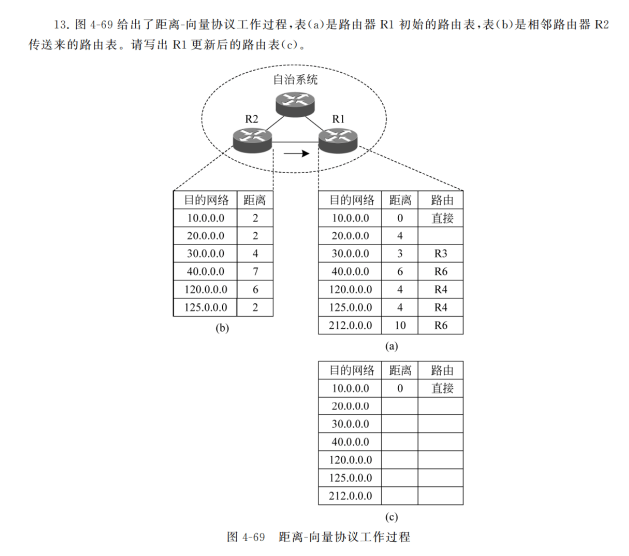 13. 图 4-69 给出了距离-向量协议工作过程,表(a)是路由器 R1 初始的路由表,表(b)是相邻路由器 R2
传送来的路由表。请写出 R1 更新后的路由表(c)。
自治系统
R2
R1
目的网络 距离
10.0.0.0 2
20.0.0.0 2
30.0.0.0 4
40.0.0.0 7
120.0.0.0 6
125.0.0.0 2
(b)
目的网络 距离 路由
10.0.0.0 0 直接
20.0.0.0 4
30.0.0.0 3 R3
40.0.0.0 6 R6
120.0.0.0 4 R4
125.0.0.0 4 R4
212.0.0.0 10 R6
(a)
目的网络 距离 路由
10.0.0.0 0 直接
20.0.0.0
30.0.0.0
40.0.0.0
120.0.0.0
125.0.0.0
212.0.0.0
(c)
图 4-69 距离-向量协议工作过程